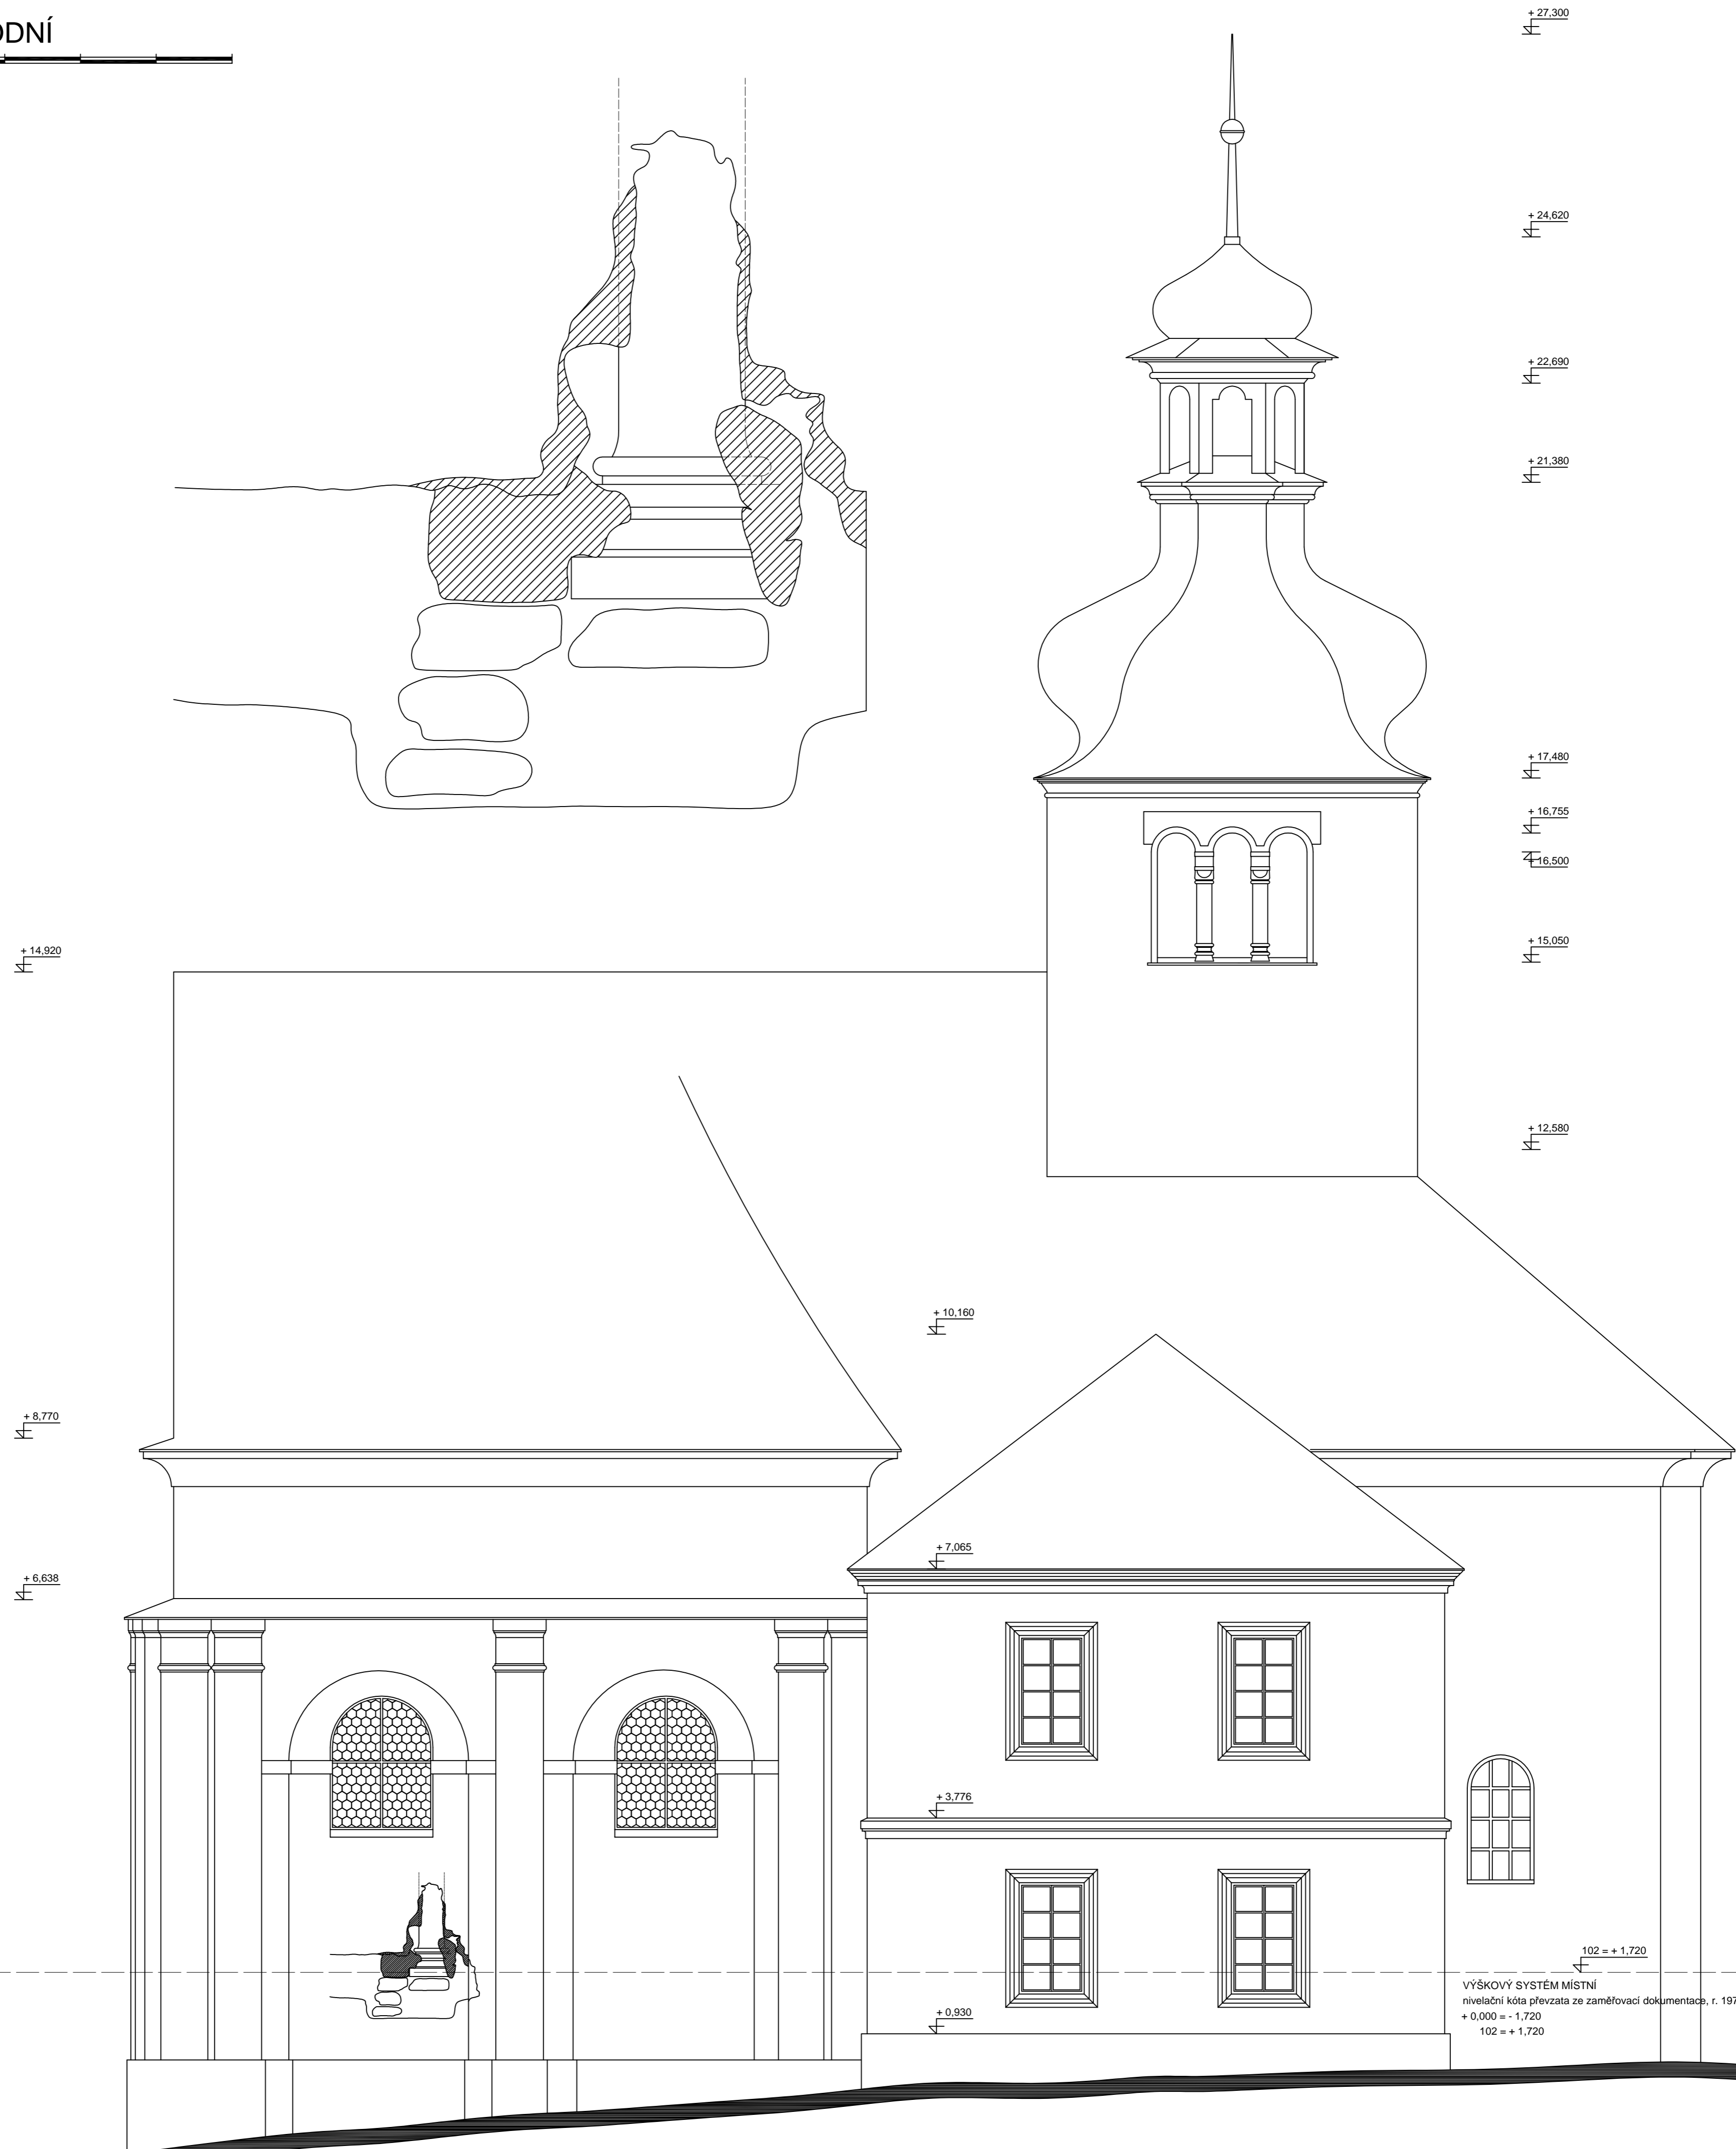 ODNÍ
+ 27,300
+ 24,620
+ 22,690
+ 21,380
+ 17,480
+ 16,755
+ 16,500
+ 15,050
+ 14,920
+ 12,580
+ 10,160
+ 8,770
+ 7,065
+ 6,638
+ 3,776
102 = + 1,720
VÝŠKOVÝ SYSTÉM MÍSTNÍ
nivelační kóta převzata ze zaměřovací dokumentace, r. 197
+ 0,930
+ 0,000 = - 1,720
102 = + 1,720